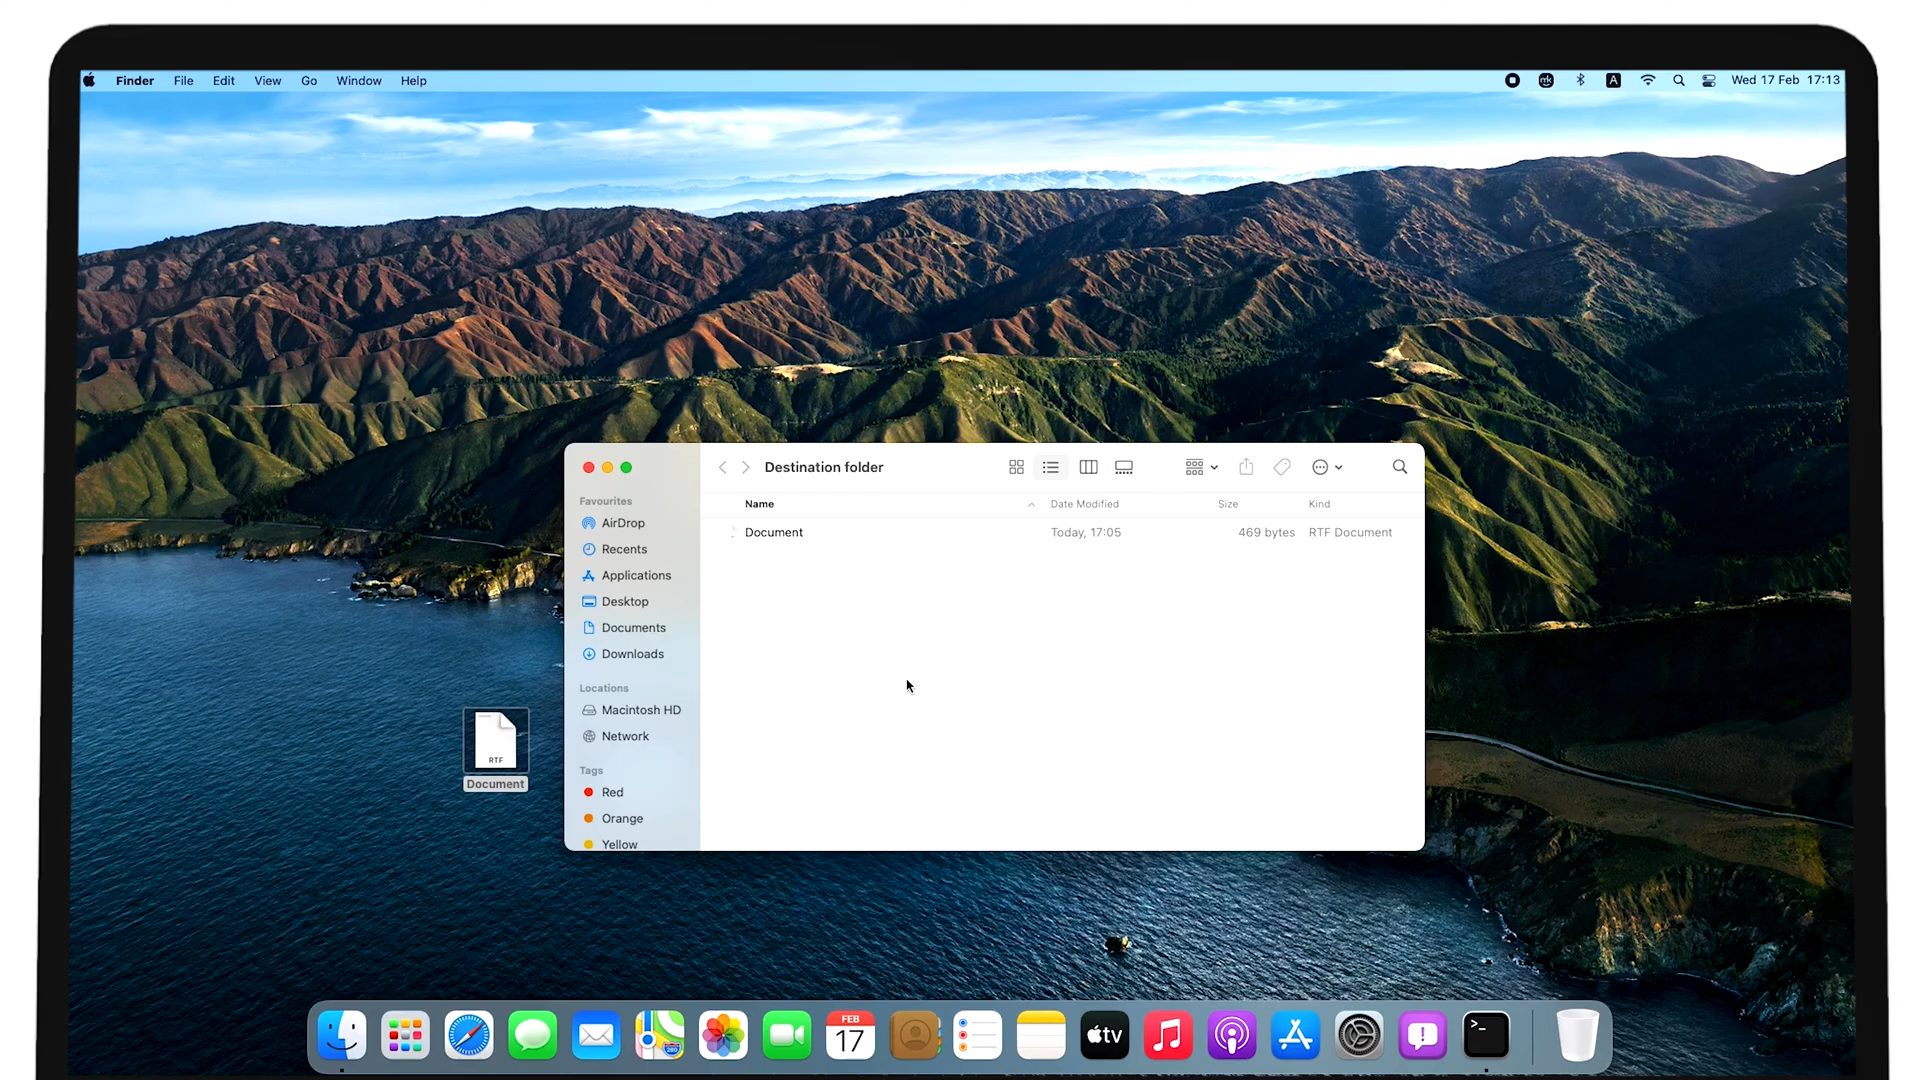 Finder File Edit View Go Window Help
mk A Wed 17 Feb 17:13
Destination folder
Favourites
AirDrop
Recents
Applications
Desktop
Documents
Downloads
Locations
Macintosh HD
Network
Tags
Red
Orange
Yellow
Name Date Modified Size Kind
Document Today, 17:05 469 bytes RTF Document
RTF
Document
FEB
17
280
tv
>_